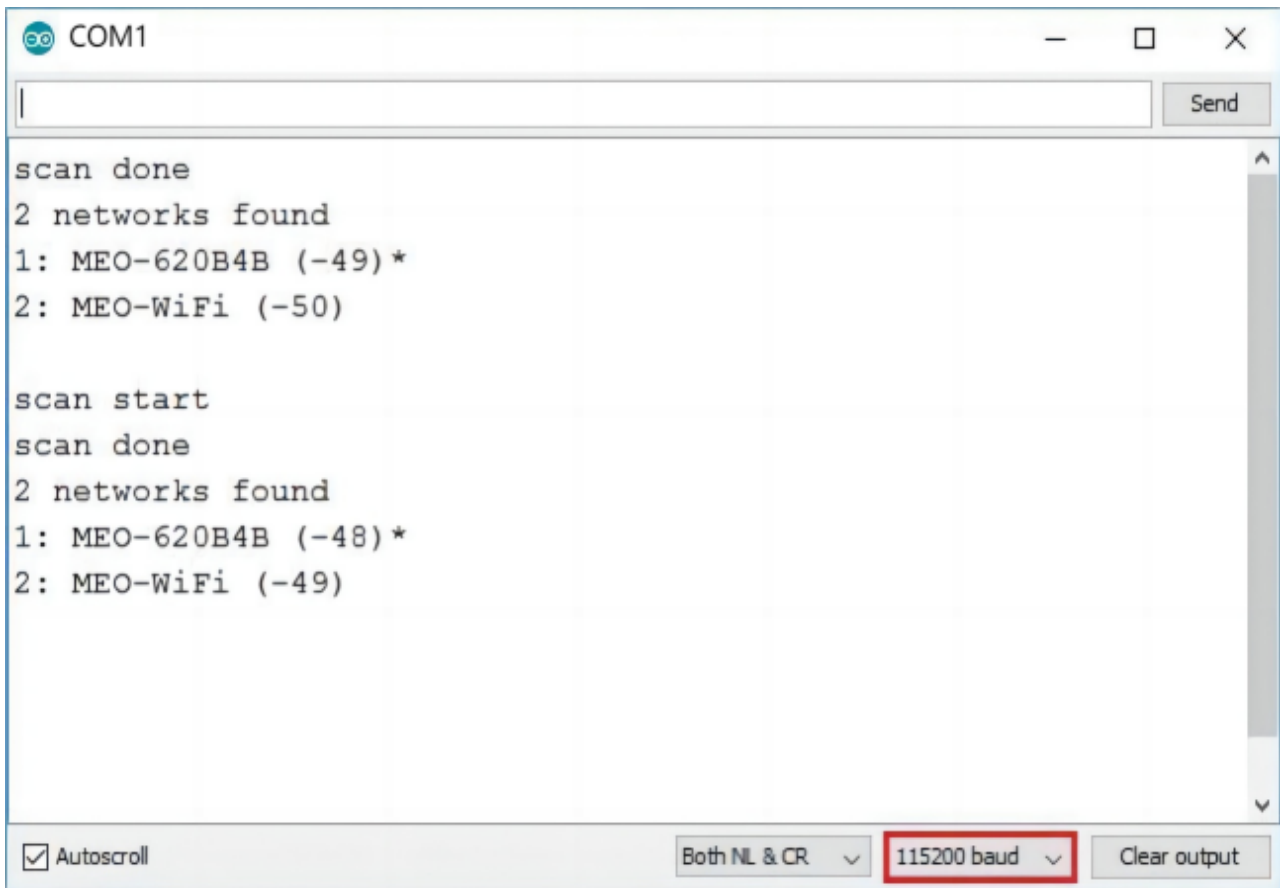 COM1
Send
scan done
2 networks found
1: MEO-620B4B (-49)*
2: MEO-WiFi (-50)
scan start
scan done
2 networks found
1: MEO-620B4B (-48)*
2: MEO-WiFi (-49)
Autoscroll
Both NL & CR
115200 baud
Clear output